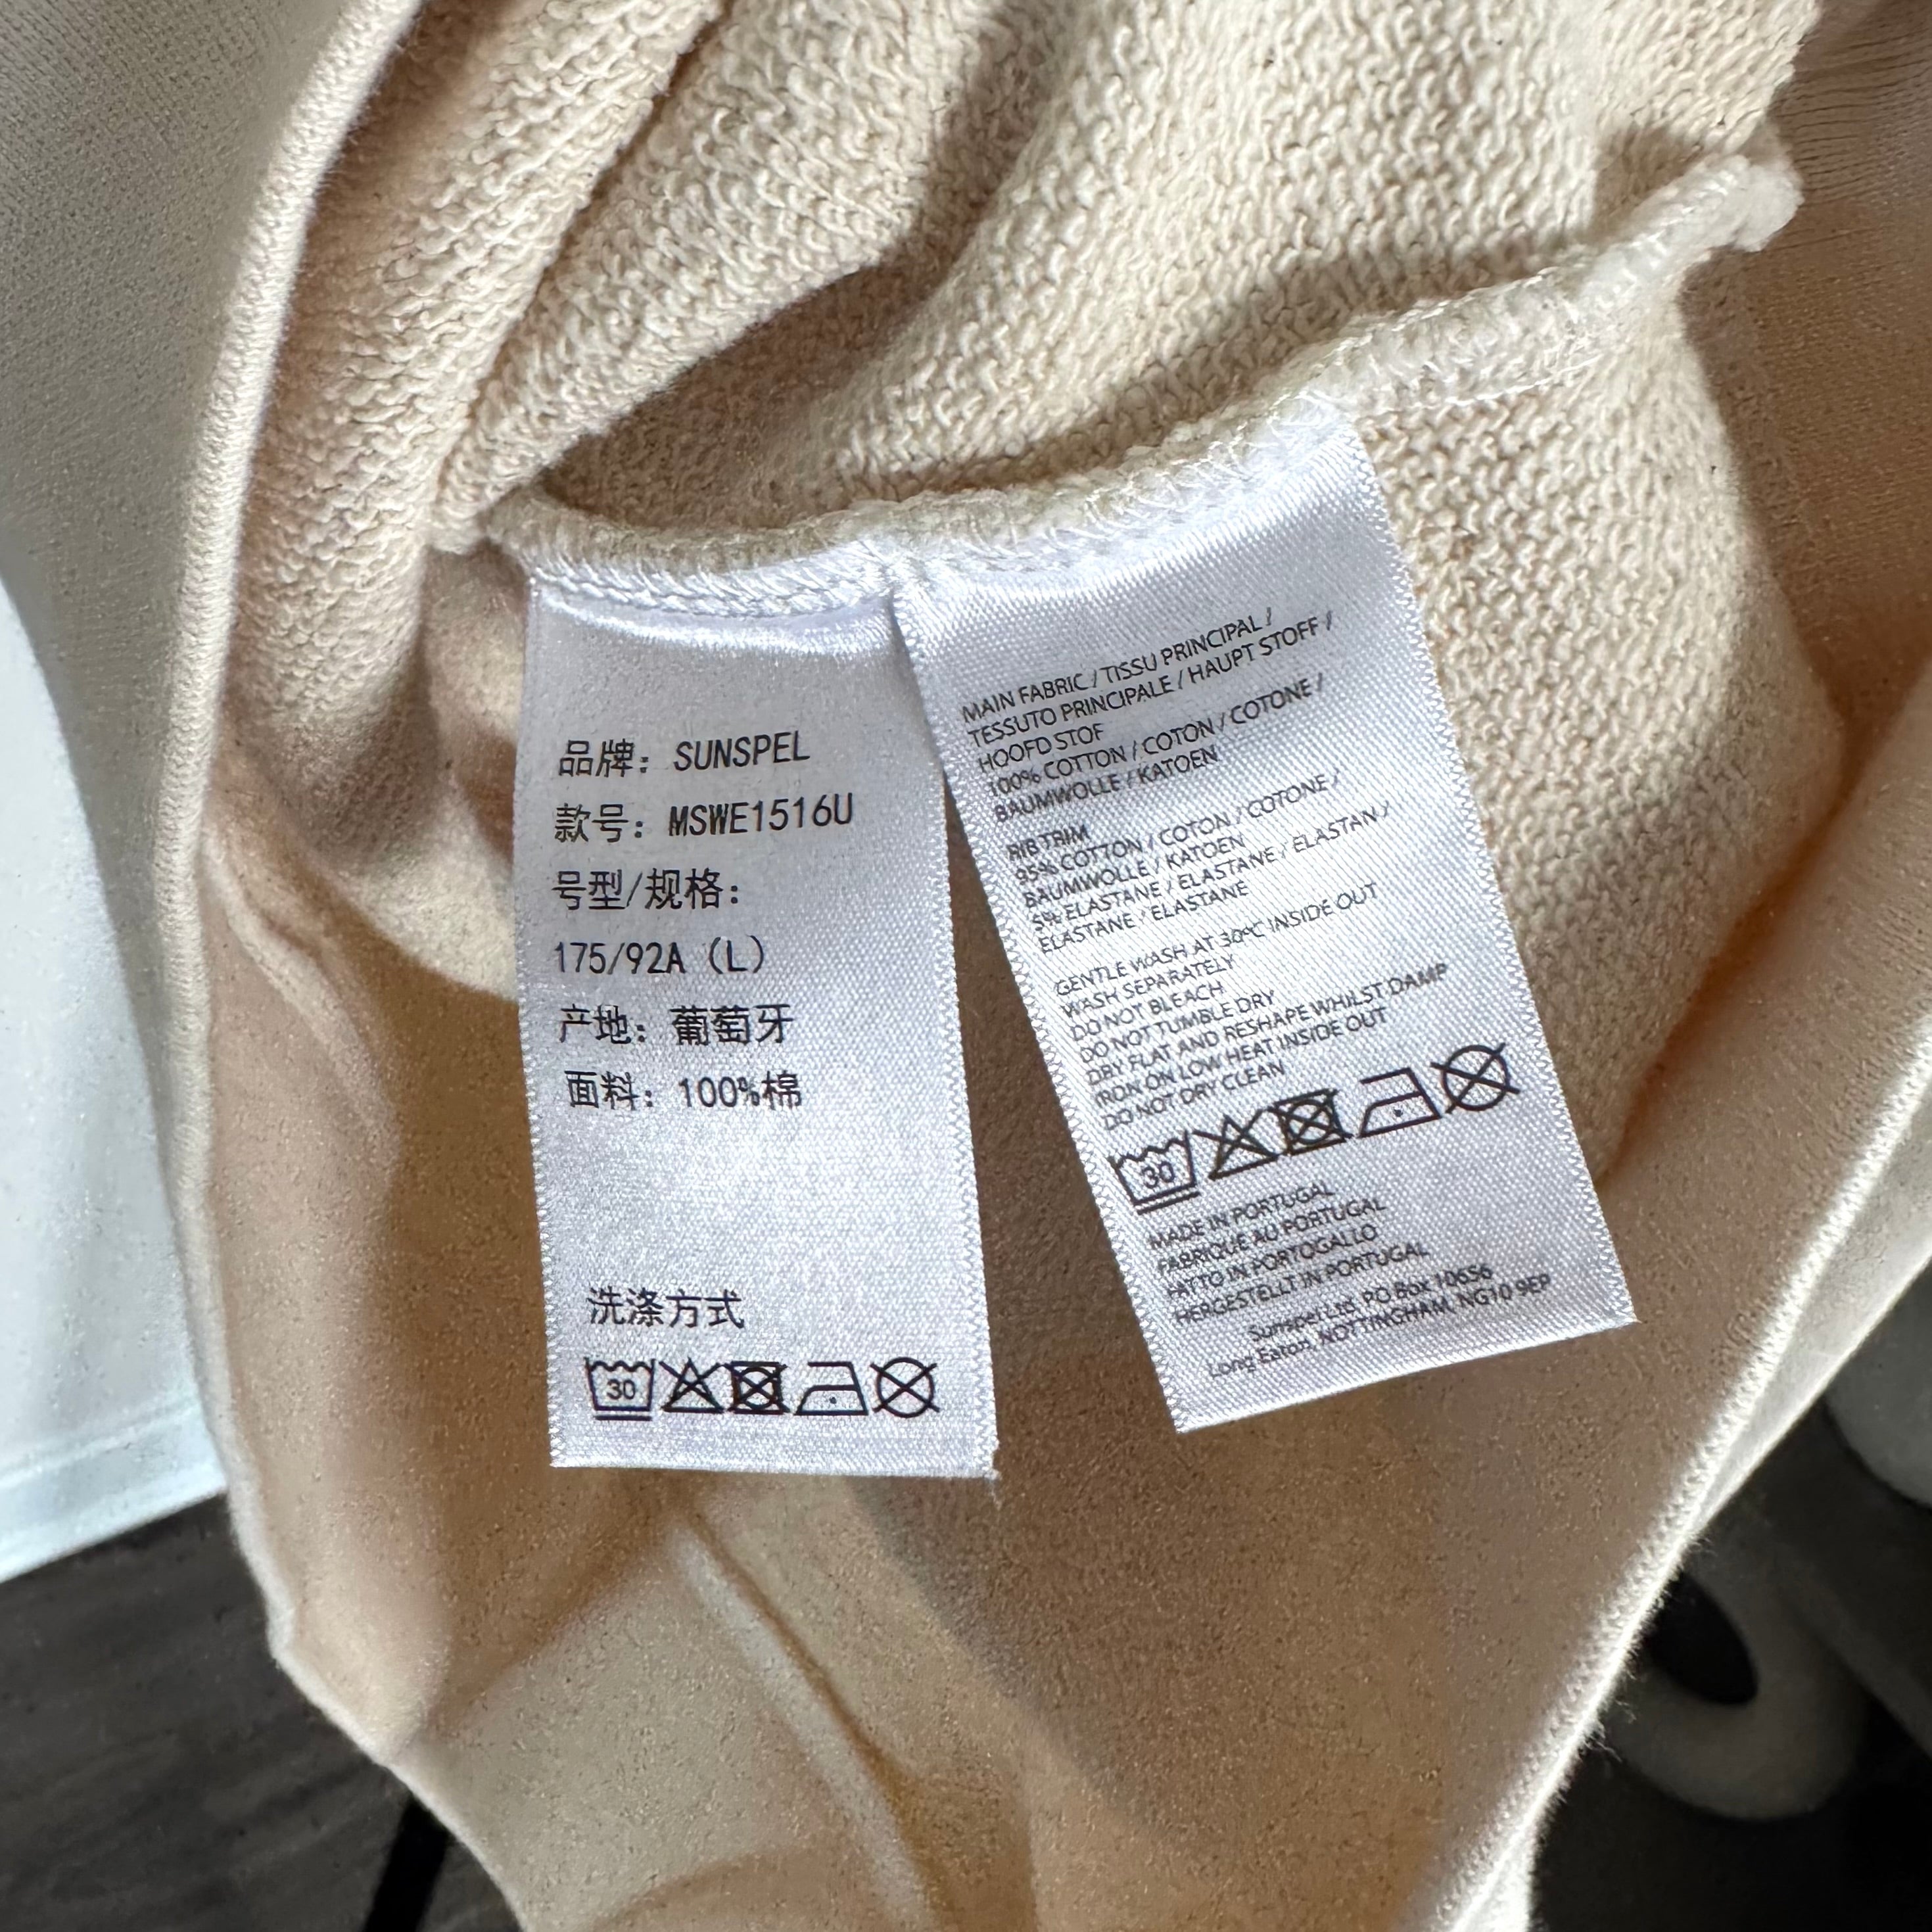 品牌：SUNSPEL
款号：MSWE1516U
号型/规格：
175/92A（L）
产地：葡萄牙
面料：100%棉
洗涤方式
30
MAIN FABRIC / TISSU PRINCIPAL /
TESSUTO PRINCIPALE / HAUPT STOFF /
HOOFD STOF
100% COTTON / COTON / COTONE /
BAUMWOLLE / KATOEN
RIB TRIM
95% COTTON / COTON / COTONE /
BAUMWOLLE / KATOEN
5% ELASTANE / ELASTANE / ELASTAN /
ELASTANE / ELASTANE
GENTLE WASH AT 30ºC INSIDE OUT
WASH SEPARATELY
DO NOT BLEACH
DO NOT TUMBLE DRY
DRY FLAT AND RESHAPE WHILST DAMP
IRON ON LOW HEAT INSIDE OUT
DO NOT DRY CLEAN
30
MADE IN PORTUGAL
FABRIQUE AU PORTUGAL
FATTO IN PORTOGALLO
HERGESTELLT IN PORTUGAL
Sunspel Ltd. PO Box 10656
Long Eaton, NOTTINGHAM, NG10 9EP